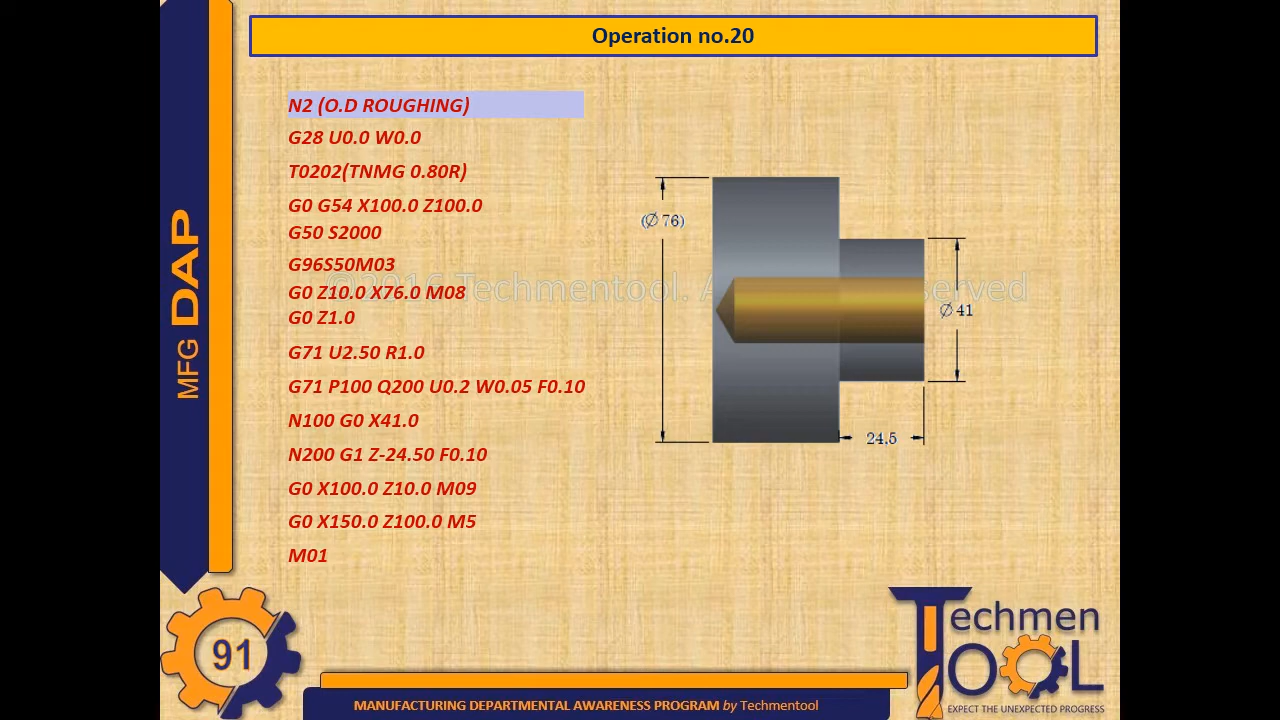 Operation no.20
N2 (O.D ROUGHING)
G28 U0.0 W0.0
T0202(TNMG 0.80R)
G0 G54 X100.0 Z100.0
G50 S2000
G96S50M03
G0 Z10.0 X76.0 M08
G0 Z1.0
G71 U2.50 R1.0
G71 P100 Q200 U0.2 W0.05 F0.10
N100 G0 X41.0
N200 G1 Z-24.50 F0.10
G0 X100.0 Z10.0 M09
G0 X150.0 Z100.0 M5
M01
(∅ 76)
∅ 41
24.5
©2016 Techmentool. A served
MFG DAP
91
MANUFACTURING DEPARTMENTAL AWARENESS PROGRAM by Techmentool
Techmen
TOOL
EXPECT THE UNEXPECTED PROGRESS